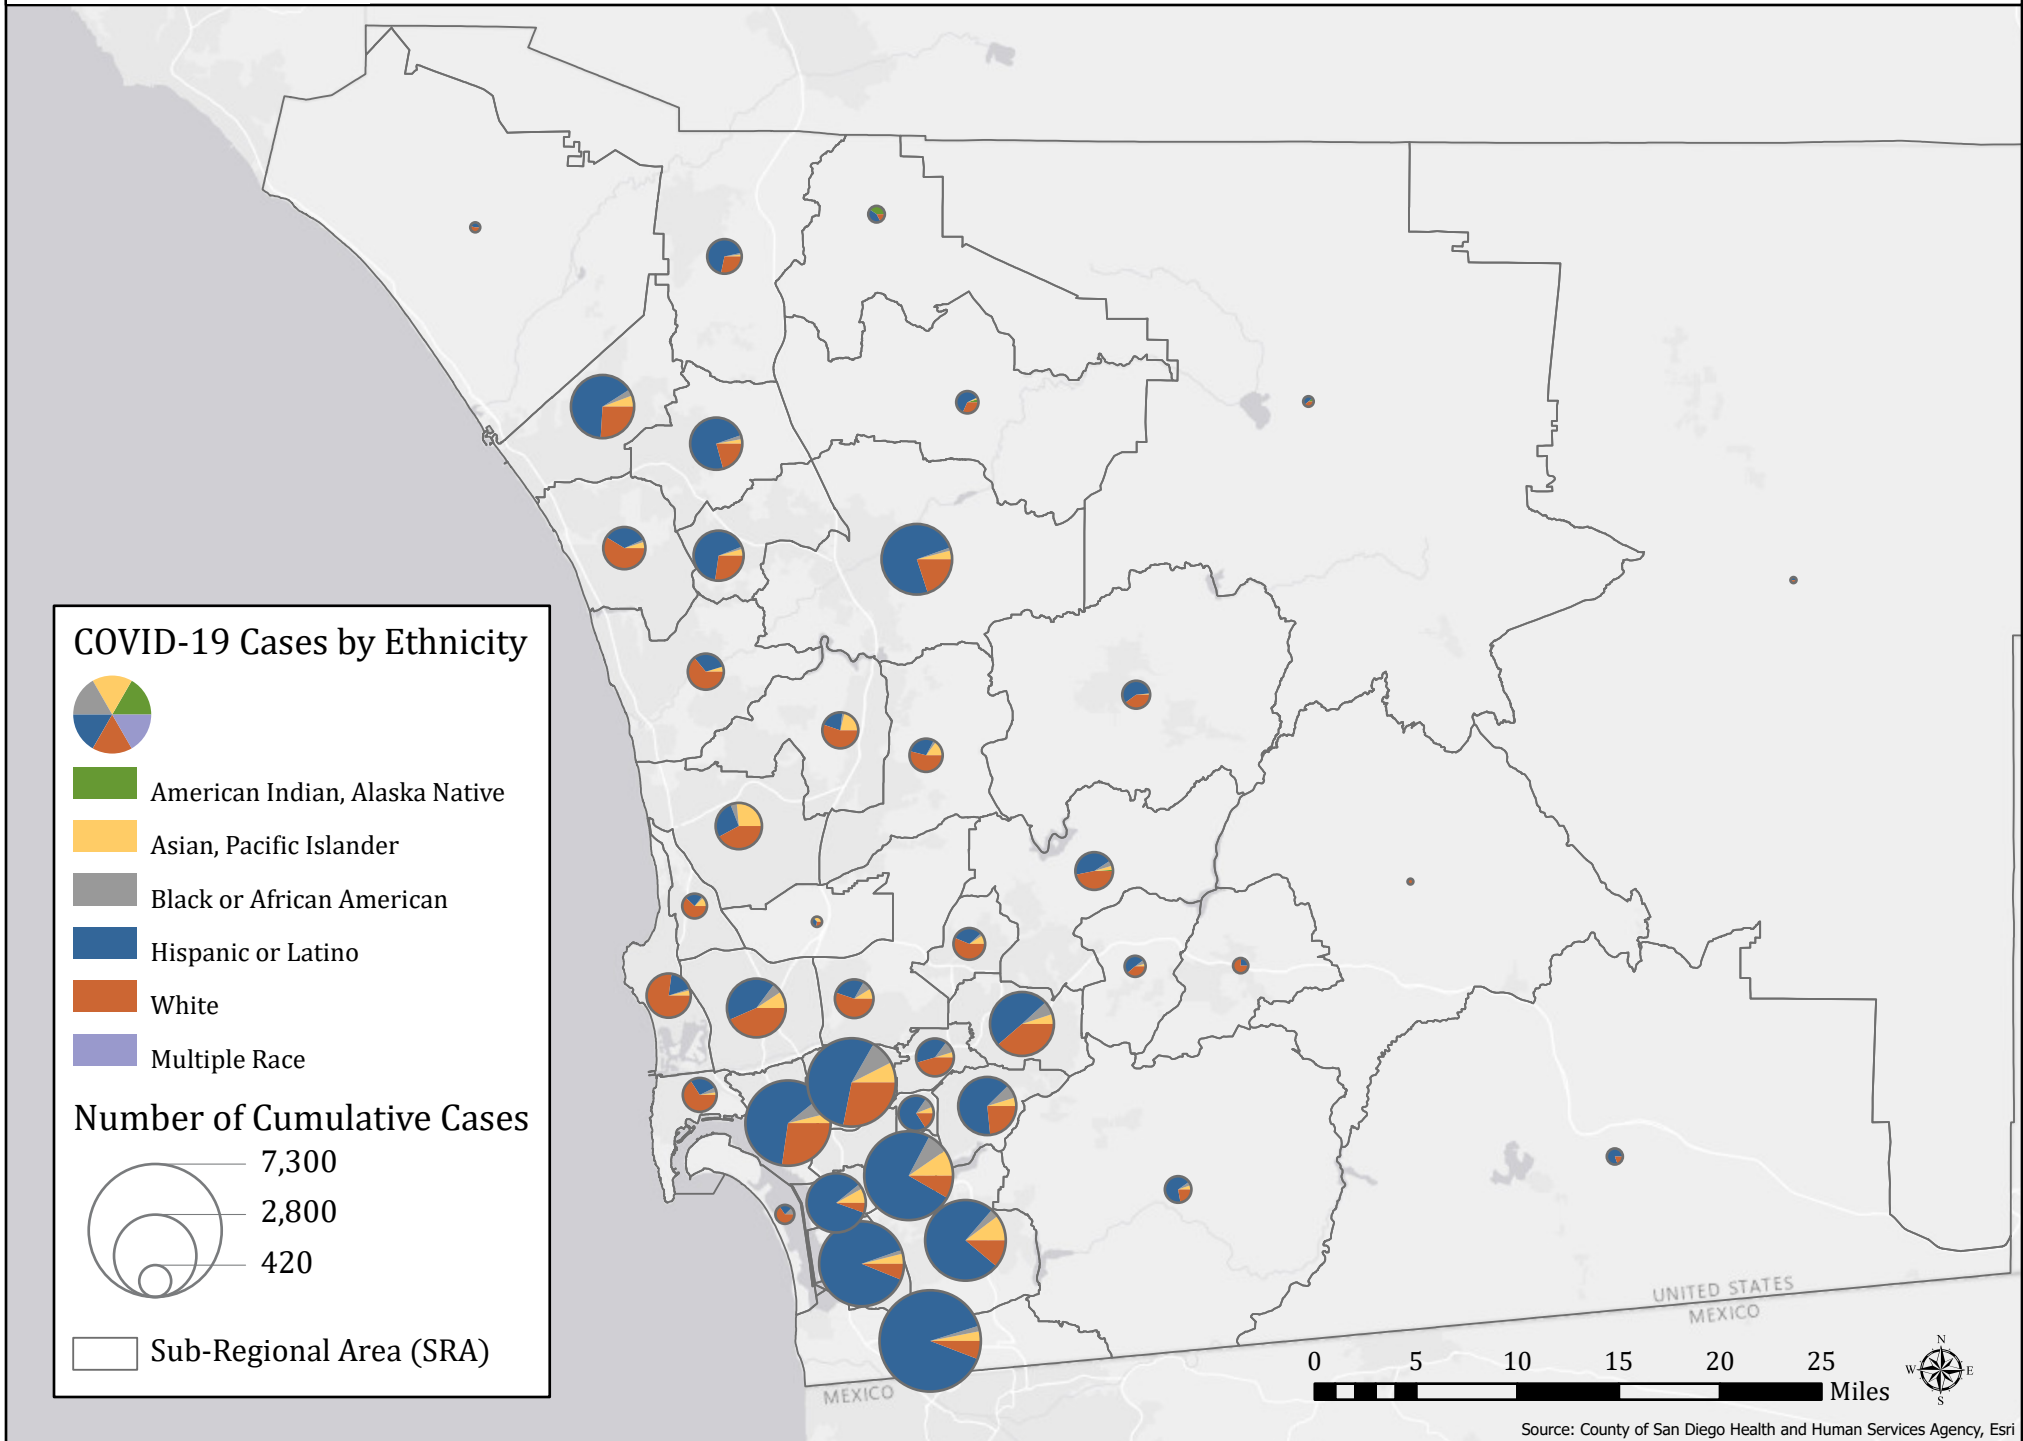 COVID-19 Cases by Ethnicity
American Indian, Alaska Native
Asian, Pacific Islander
Black or African American
Hispanic or Latino
White
Multiple Race
Number of Cumulative Cases
7,300
2,800
420
Sub-Regional Area (SRA)
UNITED STATES
MEXICO
MEXICO
0 5 10 15 20 25
Miles
N
W E
S
Source: County of San Diego Health and Human Services Agency, Esri